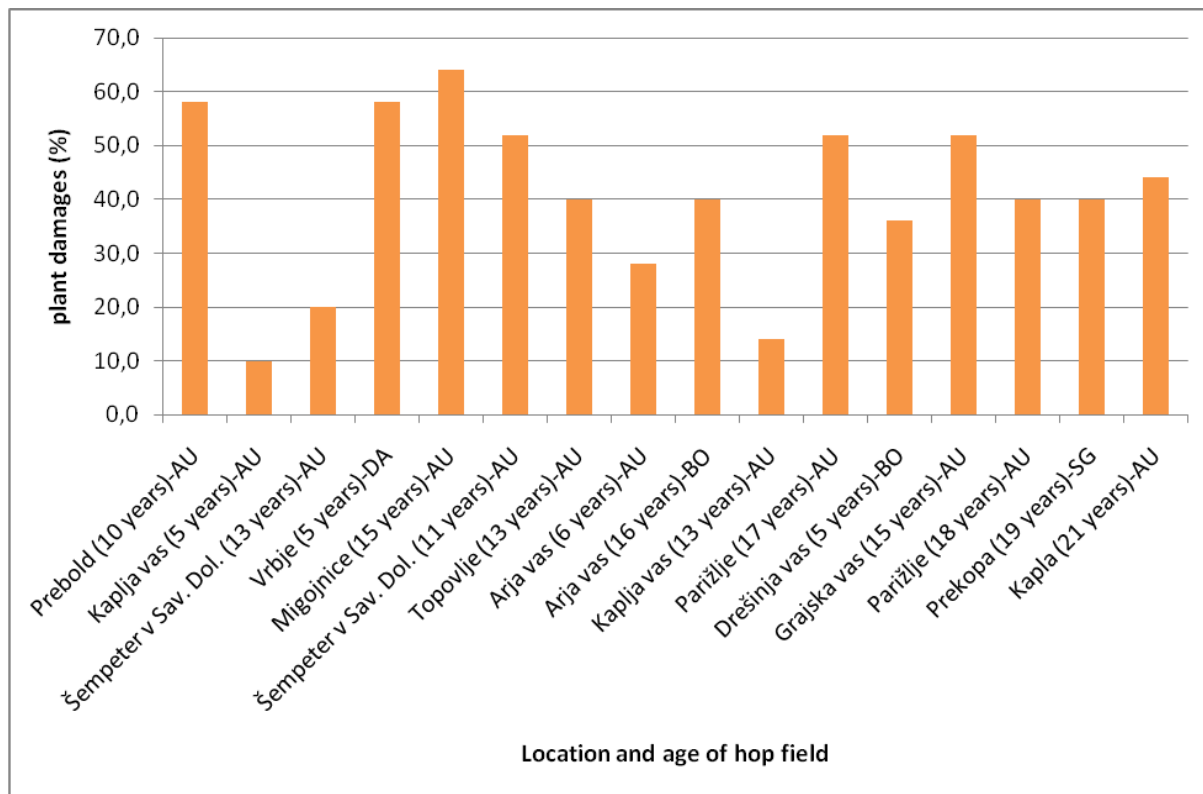 70,0
60,0
50,0
40,0
30,0
20,0
10,0
0,0
plant damages (%)
Prebold (10 years)-AU
Kaplja vas (5 years)-AU
Šempeter v Sav. Dol. (13 years)-AU
Vrbje (5 years)-DA
Migojnice (15 years)-AU
Šempeter v Sav. Dol. (11 years)-AU
Topovlje (13 years)-AU
Arja vas (6 years)-AU
Arja vas (16 years)-BO
Kaplja vas (13 years)-AU
Parižlje (17 years)-AU
Drešinja vas (5 years)-BO
Grajska vas (15 years)-AU
Parižlje (18 years)-AU
Prekopa (19 years)-SG
Kapla (21 years)-AU
Location and age of hop field